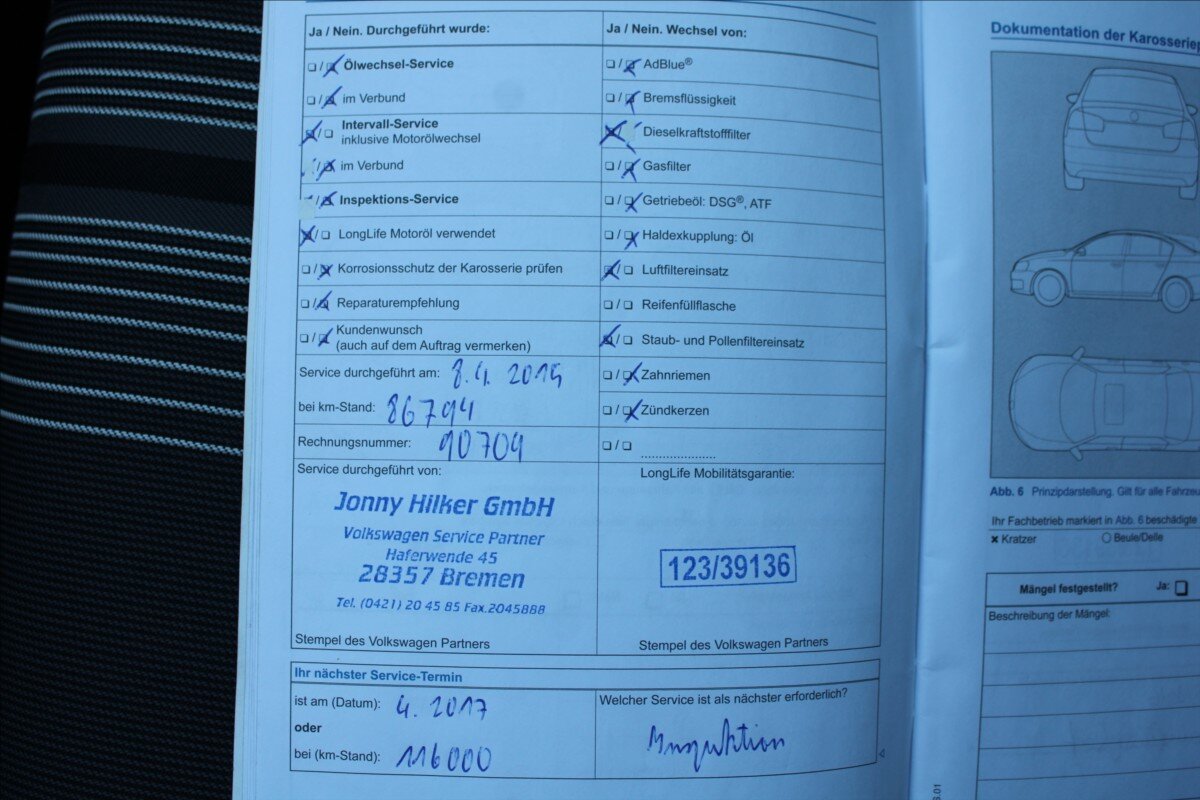 Ja / Nein. Durchgeführt wurde:
Ölwechsel-Service
im Verbund
Intervall-Service
inklusive Motorölwechsel
im Verbund
Inspektions-Service
LongLife Motoröl verwendet
Korrosionsschutz der Karosserie prüfen
Reparaturempfehlung
Kundenwunsch
(auch auf dem Auftrag vermerken)
Service durchgeführt am: 8.4. 2015
bei km-Stand: 86794
Rechnungsnummer: 90709
Service durchgeführt von:
Jonny Hilker GmbH
Volkswagen Service Partner
Haferwende 45
28357 Bremen
Tel. (0421) 20 45 85 Fax.2045888
Stempel des Volkswagen Partners
Ja / Nein. Wechsel von:
AdBlue®
Bremsflüssigkeit
Dieselkraftstofffilter
Gasfilter
Getriebeöl: DSG®, ATF
Haldexkupplung: Öl
Luftfiltereinsatz
Reifenfüllflasche
Staub- und Pollenfiltereinsatz
Zahnriemen
Zündkerzen
LongLife Mobilitätsgarantie:
123/39136
Stempel des Volkswagen Partners
Ihr nächster Service-Termin
ist am (Datum): 4. 2017
oder
bei (km-Stand): 116000
Welcher Service ist als nächster erforderlich?
Inspektion
Dokumentation der
Abb. 6 Prinzipdarstellung. Gilt für alle
Ihr Fachbetrieb markiert in Abb. 6 beschädigte
Kratzer Beule/Delle
Mängel festgestellt? Ja:
Beschreibung der Mängel: